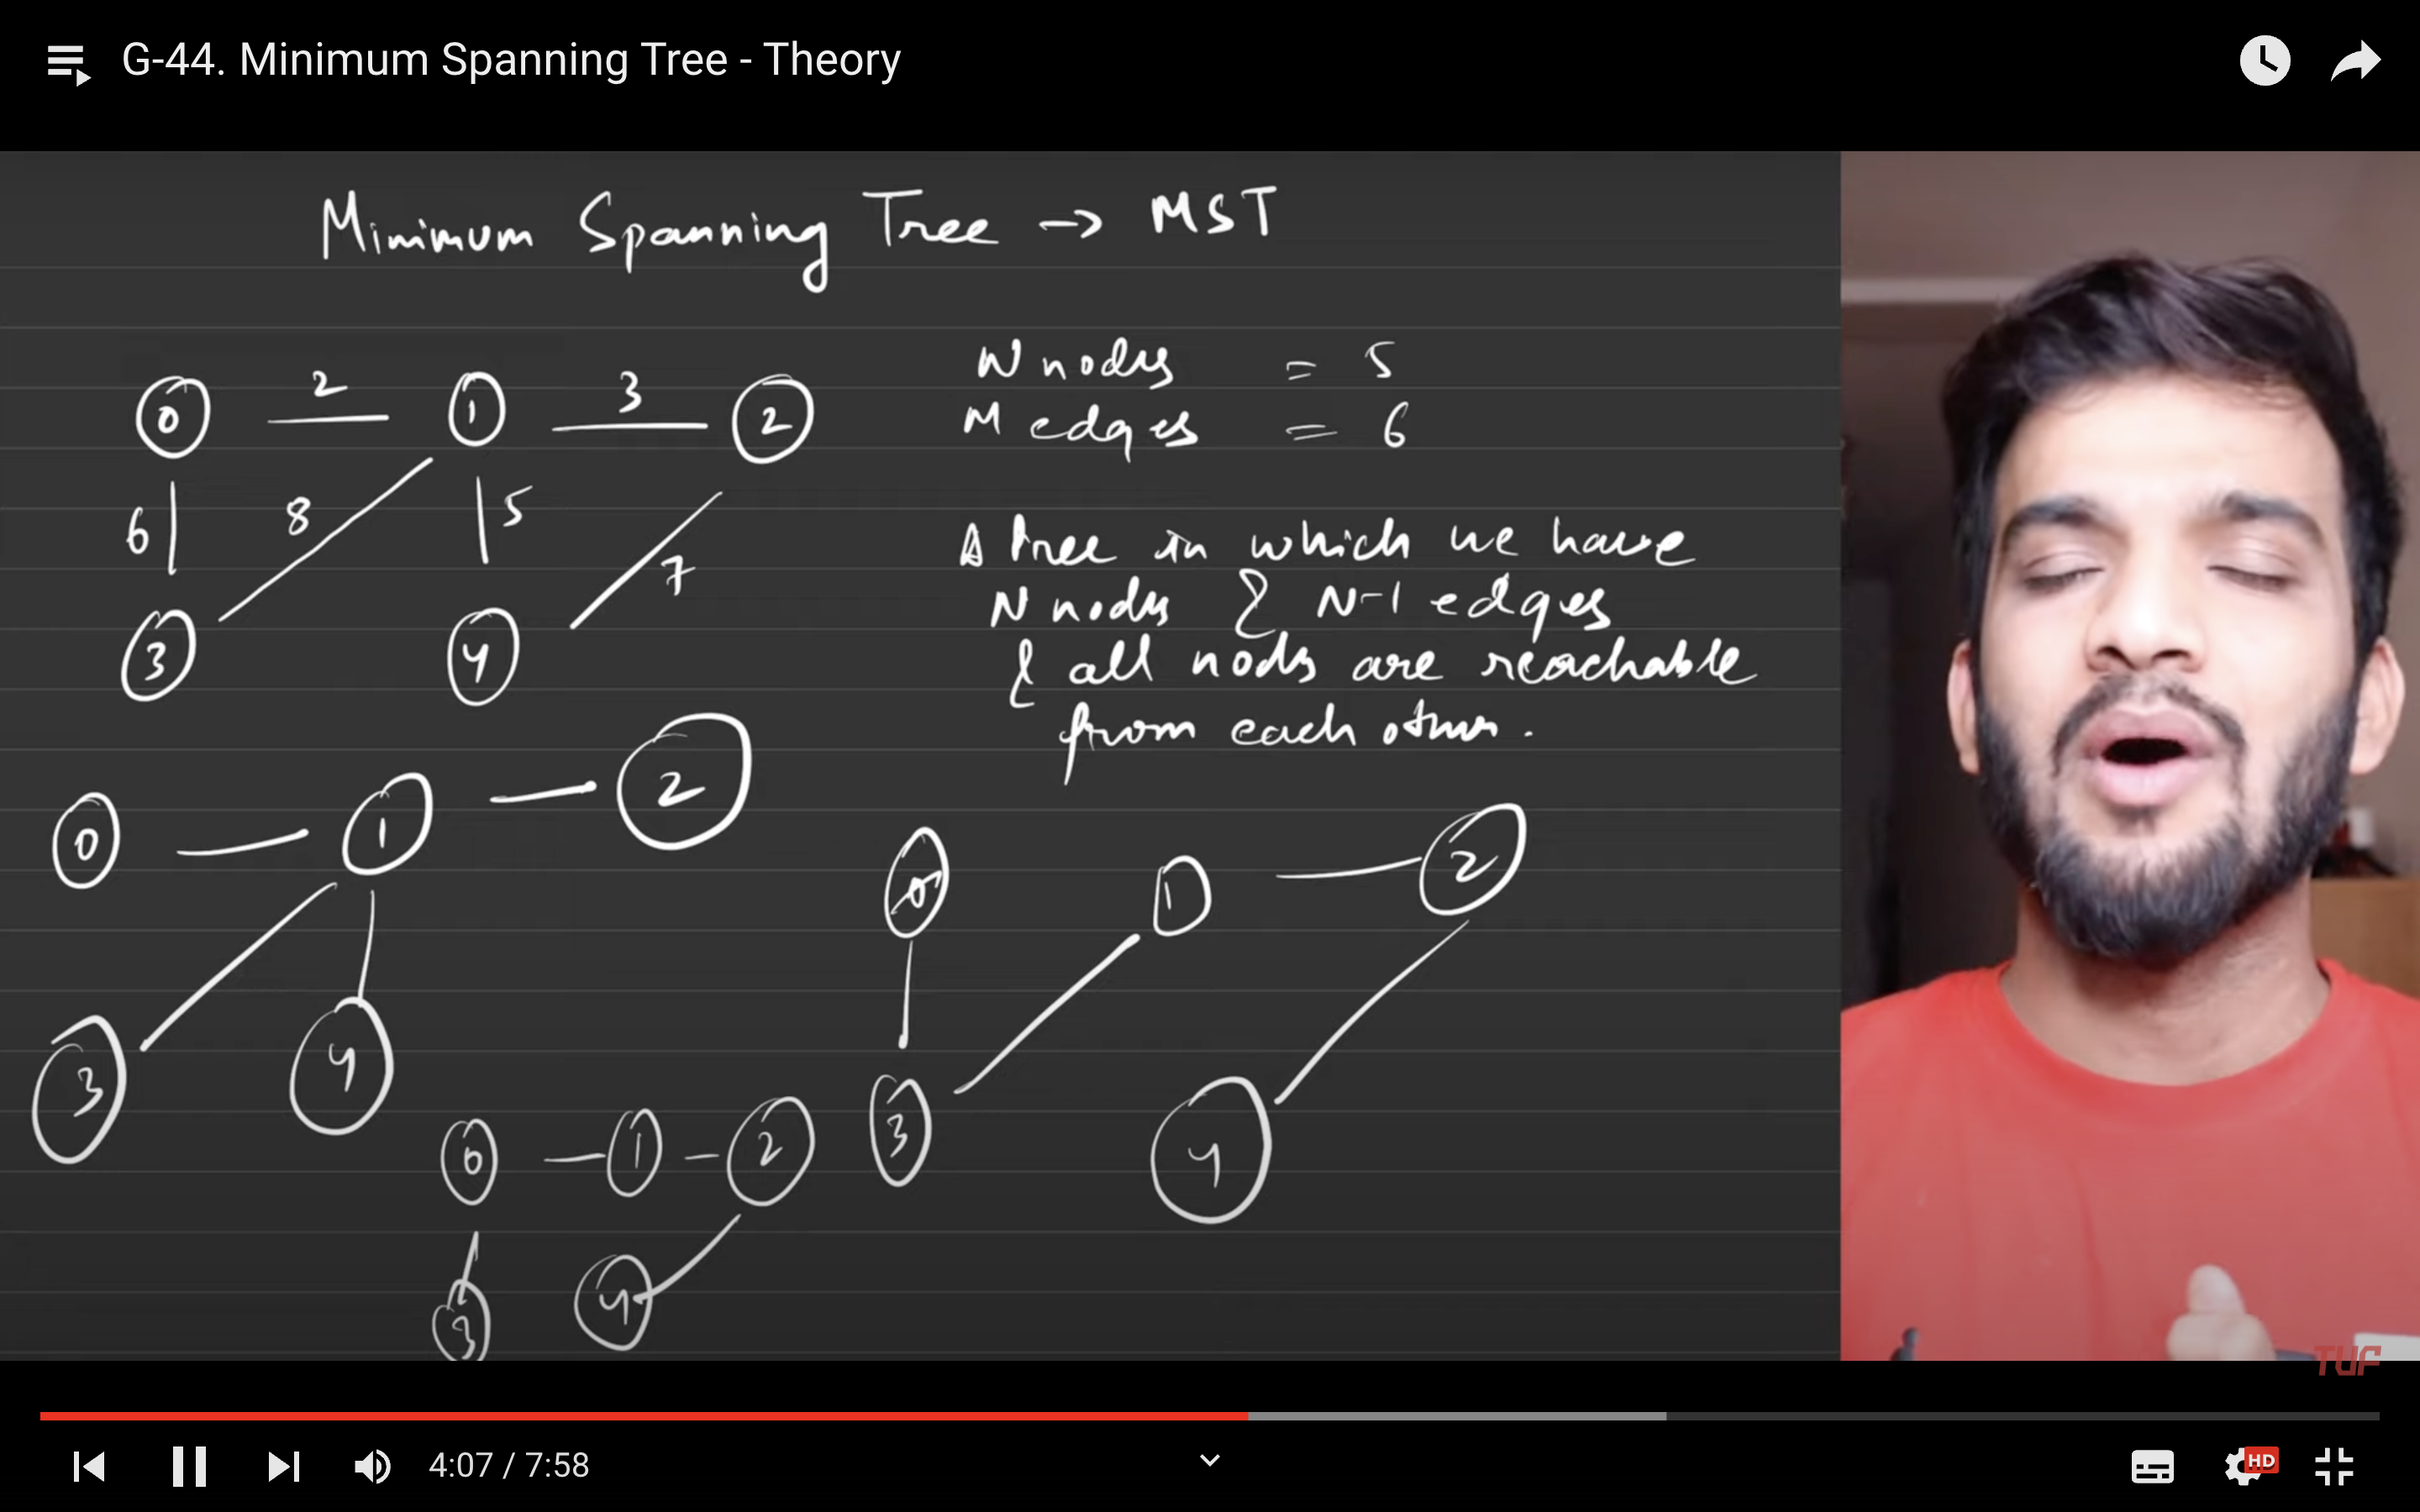 G-44. Minimum Spanning Tree - Theory
Minimum Spanning Tree -> MST
N nodes = 5
M edges = 6
0 2 1 3 2
6 8 5 7
3 4
A tree in which we have
N nodes & N-1 edges
& all nodes are reachable
from each other.
0 1 2
3 4
0 1 2
3 4
0 1 2
3 4
TUF
4:07 / 7:58
HD